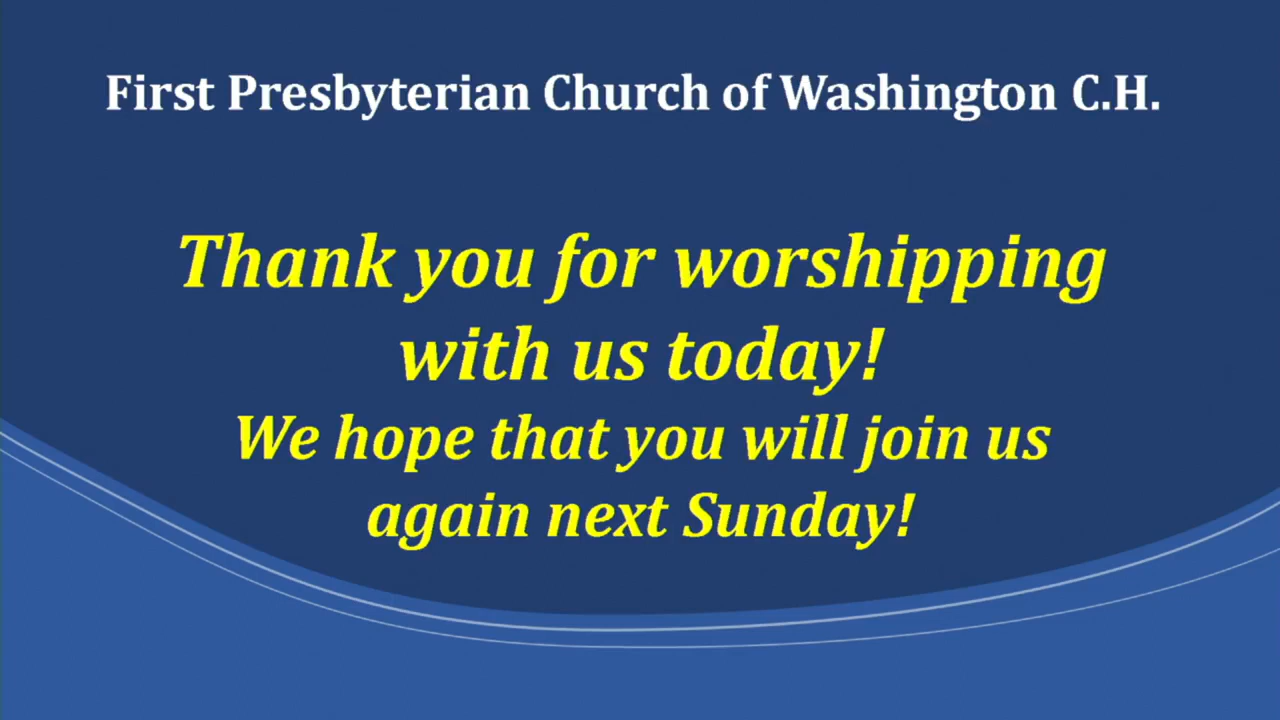 First Presbyterian Church of Washington C.H.
Thank you for worshipping
with us today!
We hope that you will join us
again next Sunday!